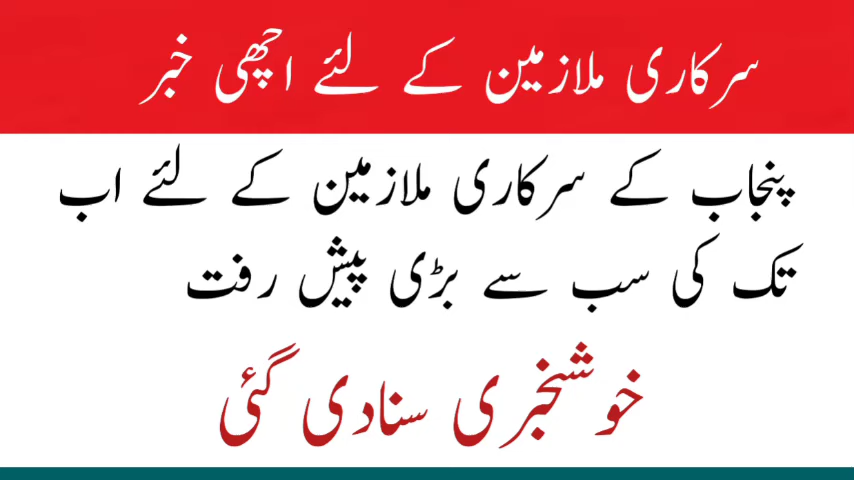 سرکاری ملازمین کے لئے اچھی خبر
پنجاب کے سرکاری ملازمین کے لئے اب
تک کی سب سے بڑی پیش رفت
خوشخبری سنادی گئی